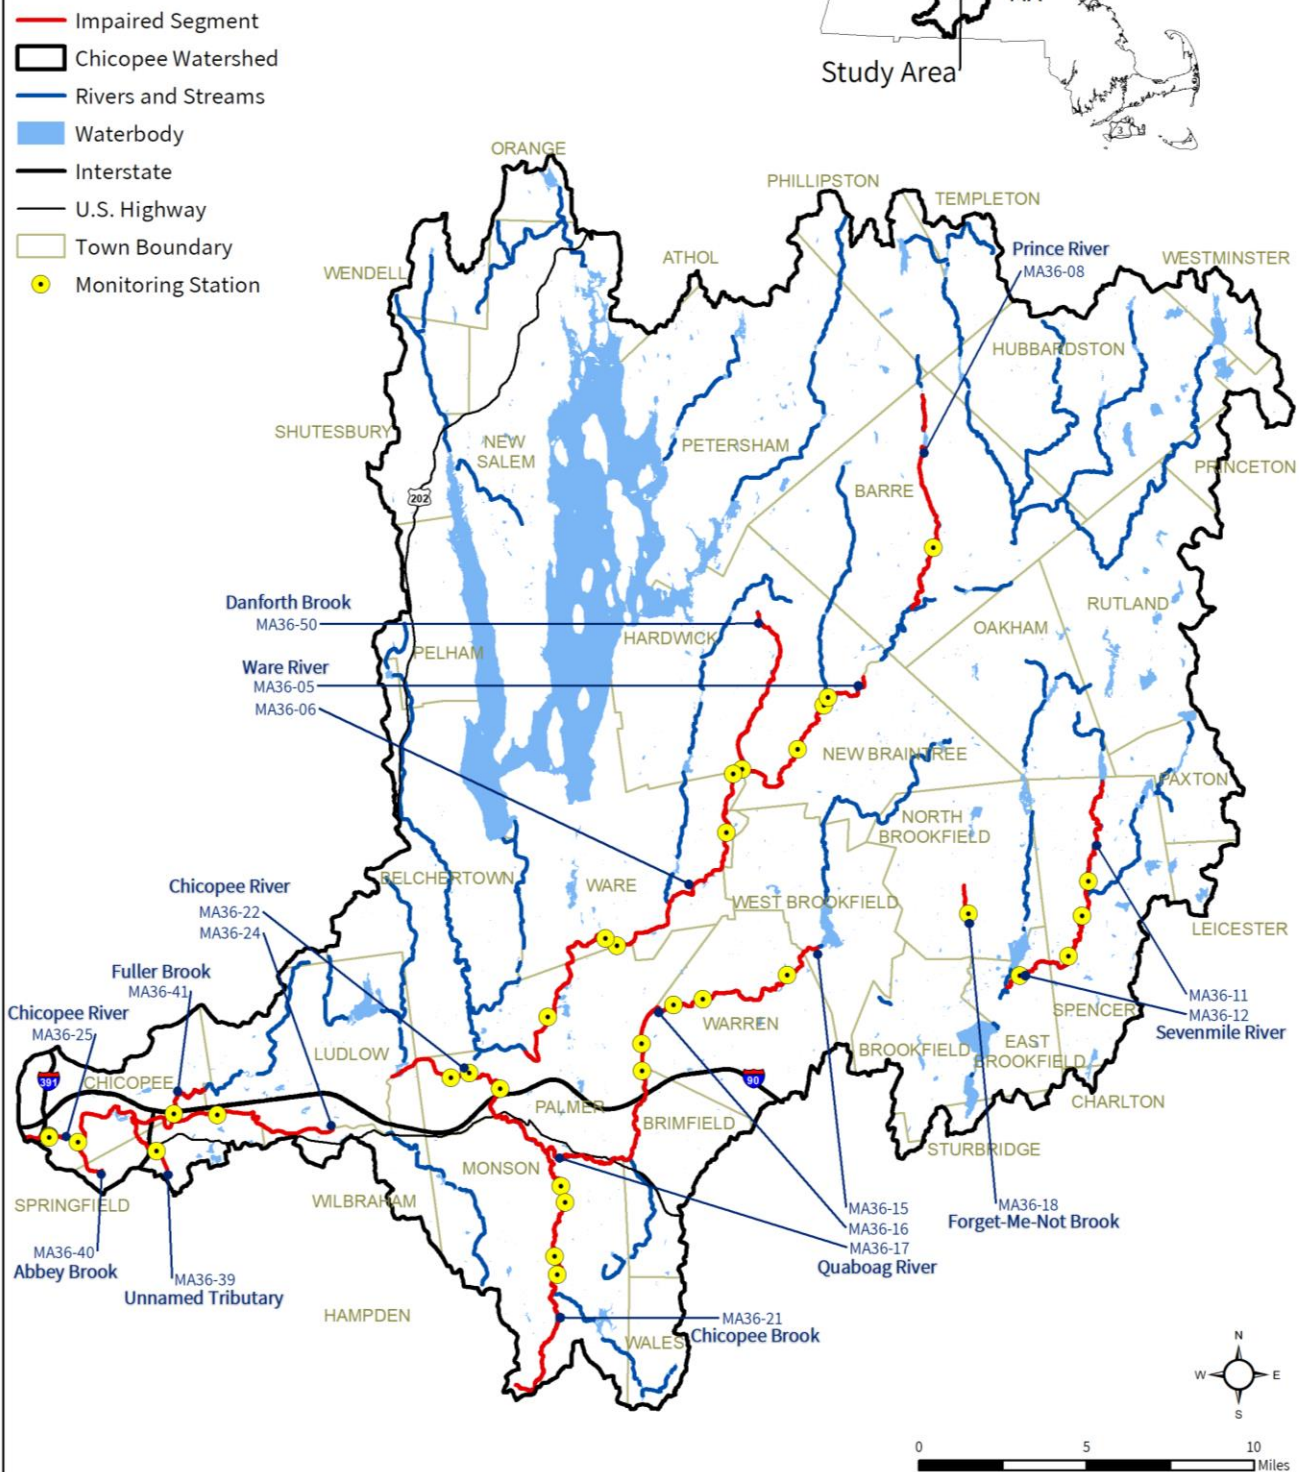 Impaired Segment
Chicopee Watershed
Rivers and Streams
Waterbody
Interstate
U.S. Highway
Town Boundary
Monitoring Station
Study Area
3
ORANGE
PHILLIPSTON
TEMPLETON
WENDELL
ATHOL
Prince River
MA36-08
WESTMINSTER
HUBBARDSTON
SHUTESBURY
NEW
SALEM
PETERSHAM
PRINCETON
202
BARRE
Danforth Brook
MA36-50
RUTLAND
OAKHAM
HARDWICK
PELHAM
Ware River
MA36-05
MA36-06
NEW BRAINTREE
PAXTON
NORTH
BROOKFIELD
BELCHERTOWN
WARE
WEST BROOKFIELD
Chicopee River
MA36-22
MA36-24
LEICESTER
Fuller Brook
MA36-41
Chicopee River
MA36-25
MA36-11
MA36-12
Sevenmile River
SPENCER
WARREN
LUDLOW
EAST
BROOKFIELD
BROOKFIELD
391
CHICOPEE
90
CHARLTON
PALMER
BRIMFIELD
STURBRIDGE
MONSON
WILBRAHAM
SPRINGFIELD
MA36-15
MA36-16
MA36-17
Quaboag River
MA36-18
Forget-Me-Not Brook
MA36-40
Abbey Brook
MA36-39
Unnamed Tributary
HAMPDEN
MA36-21
Chicopee Brook
WALES
N
W E
S
0 5 10
Miles